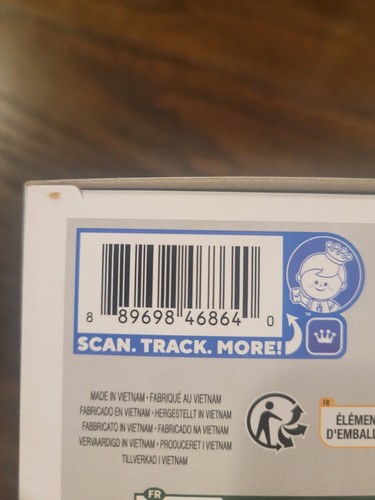 8 89698 46864 0
SCAN. TRACK. MORE!
MADE IN VIETNAM • FABRIQUÉ AU VIETNAM
FABRICADO EN VIETNAM • HERGESTELLT IN VIETNAM
FABBRICATO IN VIETNAM • FABRICADO NA VIETNAM
VERVAARDIGD IN VIETNAM • PRODUCERET I VIETNAM
TILLVERKAD I VIETNAM
FR
ÉLÉMEN
D'EMBALL
FR